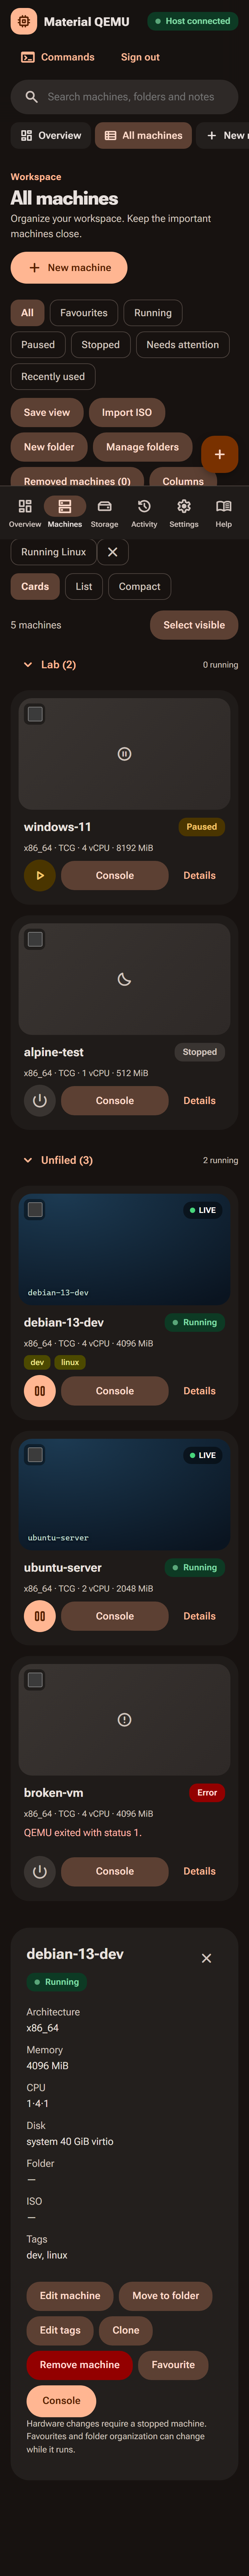 Material QEMU
Host connected
Commands
Sign out
Search machines, folders and notes
Overview
All machines
New
Workspace
All machines
Organize your workspace. Keep the important
machines close.
New machine
All
Favourites
Running
Paused
Stopped
Needs attention
Recently used
Save view
Import ISO
New folder
Manage folders
+
Removed machines (0)
Columns
Overview
Machines
Storage
Activity
Settings
Help
Running Linux
Cards
List
Compact
5 machines
Select visible
Lab (2)
0 running
windows-11
Paused
x86_64 · TCG · 4 vCPU · 8192 MiB
Console
Details
alpine-test
Stopped
x86_64 · TCG · 1 vCPU · 512 MiB
Console
Details
Unfiled (3)
2 running
LIVE
debian-13-dev
debian-13-dev
Running
x86_64 · TCG · 4 vCPU · 4096 MiB
dev
linux
Console
Details
LIVE
ubuntu-server
ubuntu-server
Running
x86_64 · TCG · 2 vCPU · 2048 MiB
Console
Details
broken-vm
Error
x86_64 · TCG · 4 vCPU · 4096 MiB
QEMU exited with status 1.
Console
Details
debian-13-dev
Running
Architecture
x86_64
Memory
4096 MiB
CPU
1·4·1
Disk
system 40 GiB virtio
Folder
—
ISO
—
Tags
dev, linux
Edit machine
Move to folder
Edit tags
Clone
Remove machine
Favourite
Console
Hardware changes require a stopped machine.
Favourites and folder organization can change
while it runs.